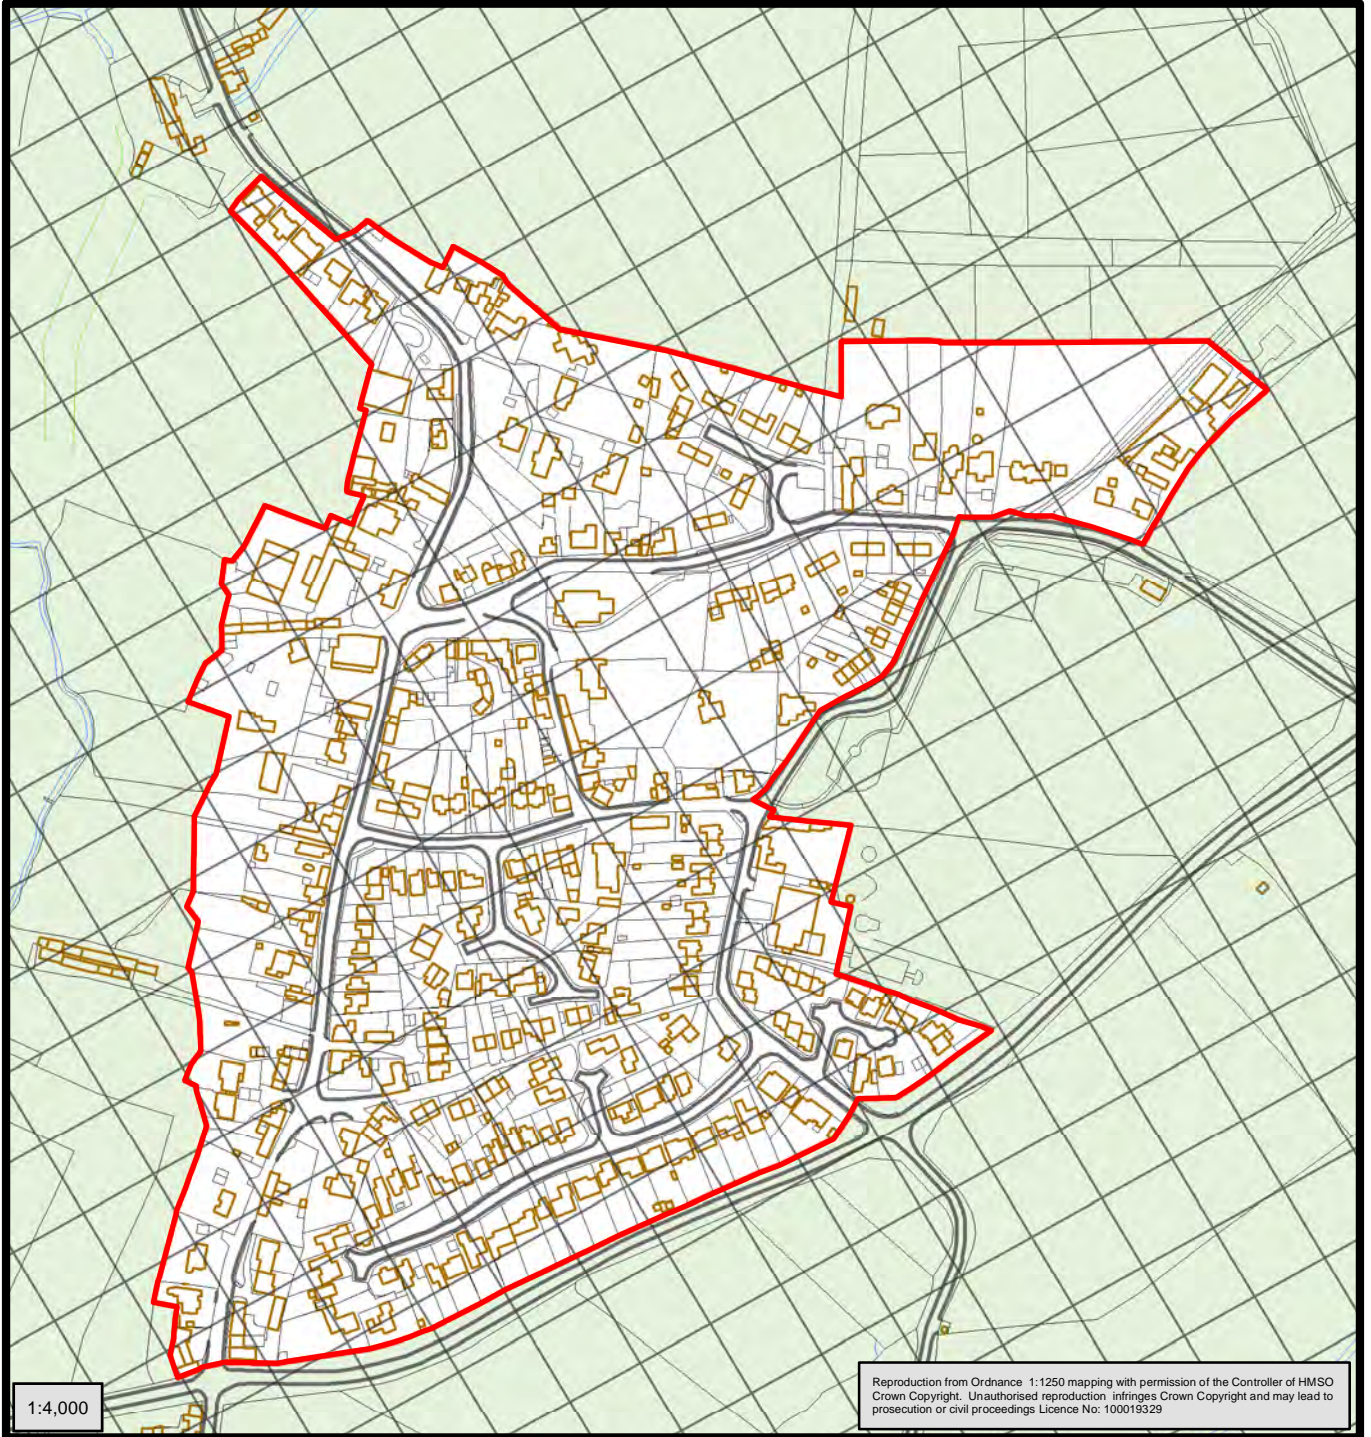 1:4,000
Reproduction from Ordnance 1:1250 mapping with permission of the Controller of HMSO
Crown Copyright. Unauthorised reproduction infringes Crown Copyright and may lead to
prosecution or civil proceedings Licence No: 100019329